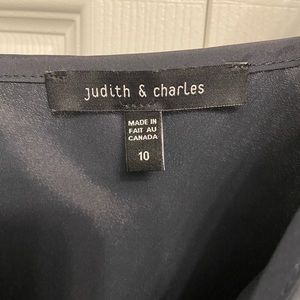 judith & charles
MADE IN
FAIT AU
CANADA
10